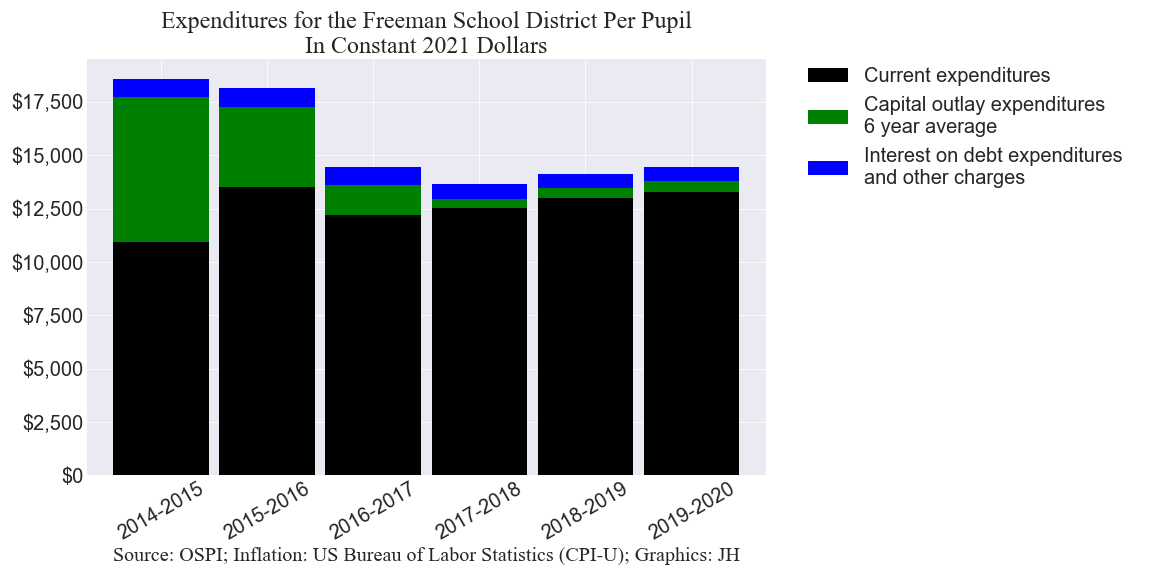 Expenditures for the Freeman School District Per Pupil
In Constant 2021 Dollars
Current expenditures
Capital outlay expenditures
6 year average
Interest on debt expenditures
and other charges
$17,500
$15,000
$12,500
$10,000
$7,500
$5,000
$2,500
$0
2014-2015
2015-2016
2016-2017
2017-2018
2018-2019
2019-2020
Source: OSPI; Inflation: US Bureau of Labor Statistics (CPI-U); Graphics: JH